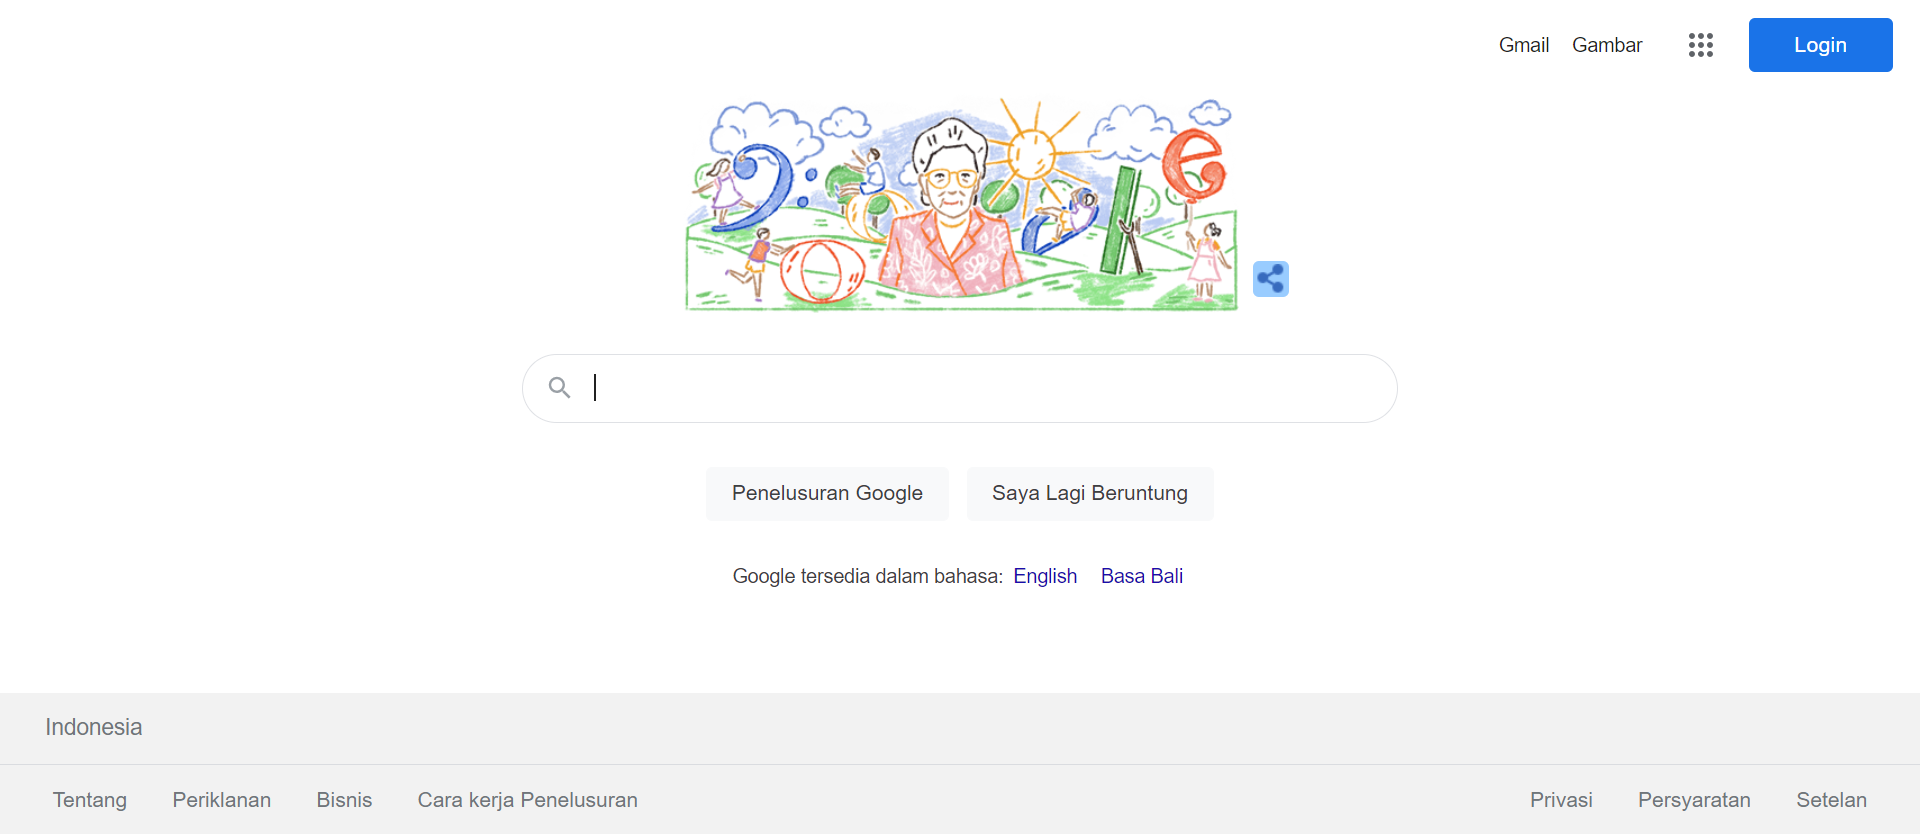 Gmail Gambar Login
Penelusuran Google Saya Lagi Beruntung
Google tersedia dalam bahasa: English Basa Bali
Indonesia
Tentang Periklanan Bisnis Cara kerja Penelusuran Privasi Persyaratan Setelan